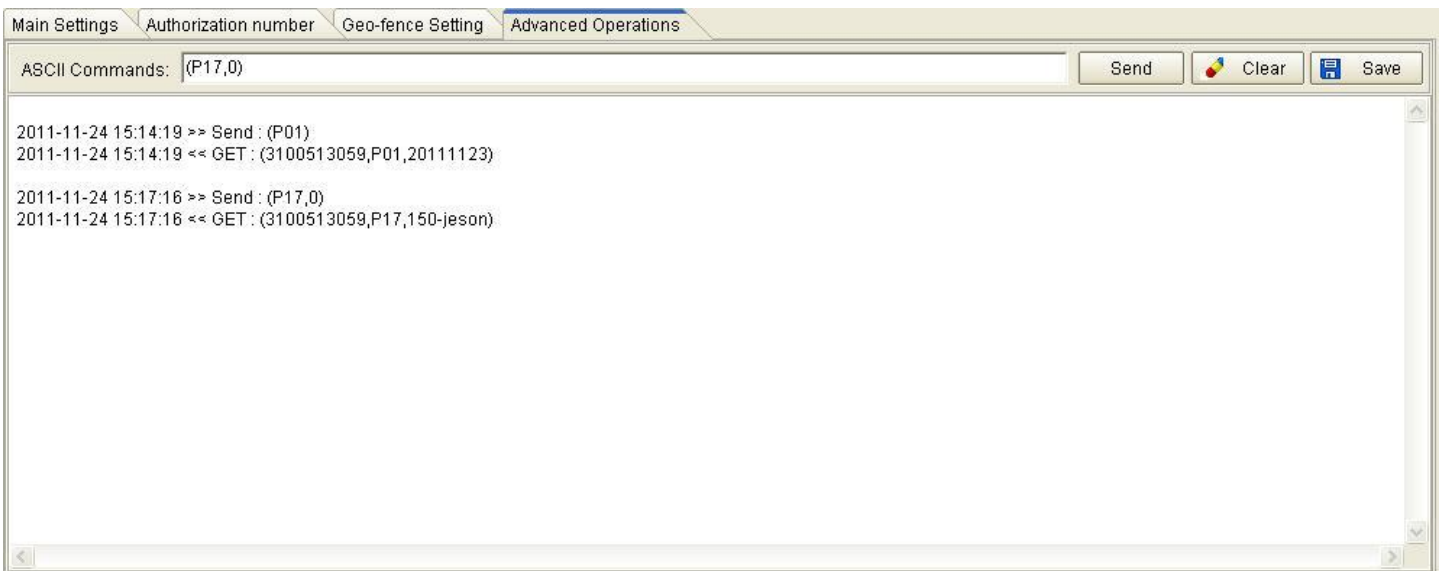 Main Settings Authorization number Geo-fence Setting Advanced Operations
ASCII Commands: (P17,0) Send Clear Save
2011-11-24 15:14:19 >> Send : (P01)
2011-11-24 15:14:19 << GET : (3100513059,P01,20111123)
2011-11-24 15:17:16 >> Send : (P17,0)
2011-11-24 15:17:16 << GET : (3100513059,P17,150-jeson)